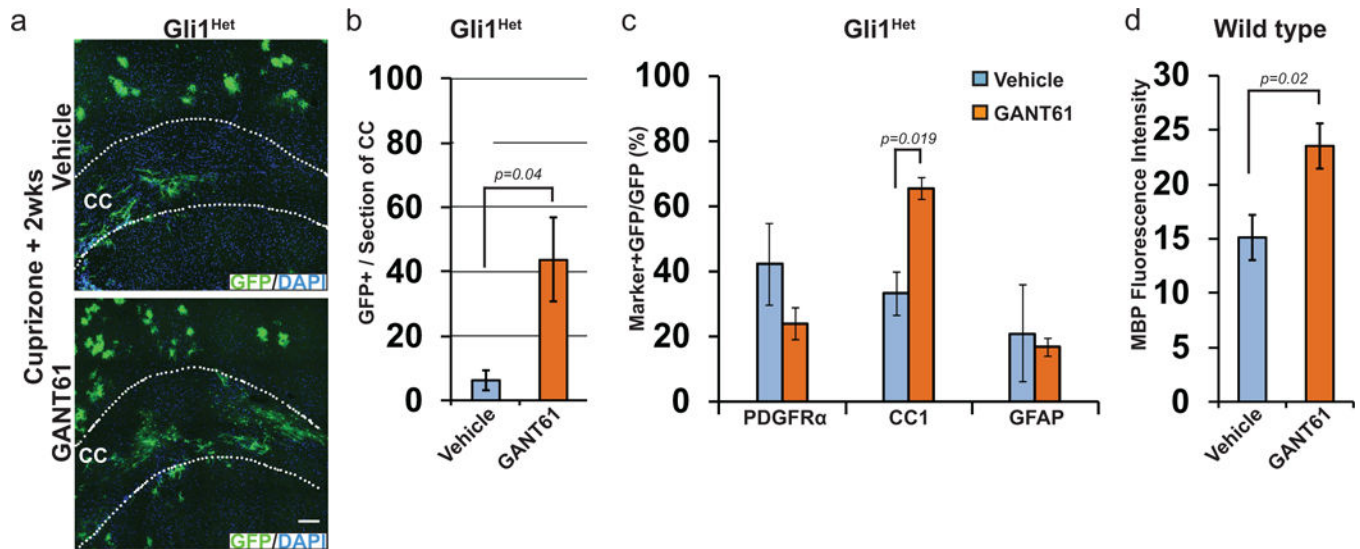 a
Gli1Het
Cuprizone + 2wks
Vehicle
CC
GFP/DAPI
GANT61
CC
GFP/DAPI
b
Gli1Het
GFP+ / Section of CC
100
80
60
40
20
0
p=0.04
Vehicle
GANT61
c
Gli1Het
Marker+GFP/GFP (%)
100
80
60
40
20
0
Vehicle
GANT61
p=0.019
PDGFRα
CC1
GFAP
d
Wild type
MBP Fluorescence Intensity
30
25
20
15
10
5
0
p=0.02
Vehicle
GANT61